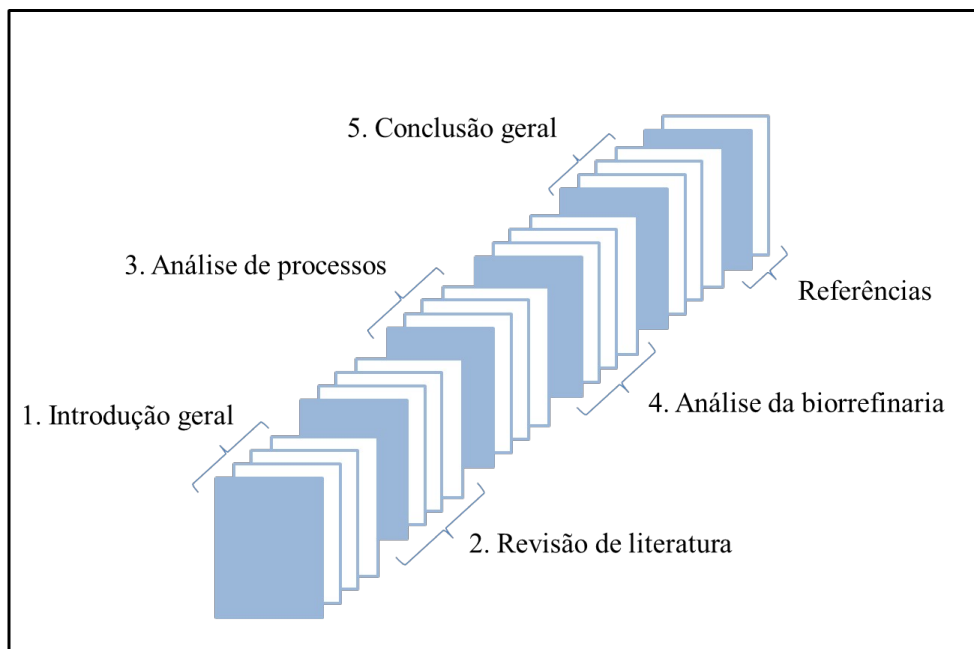 5. Conclusão geral
3. Análise de processos
Referências
1. Introdução geral
4. Análise da biorrefinaria
2. Revisão de literatura